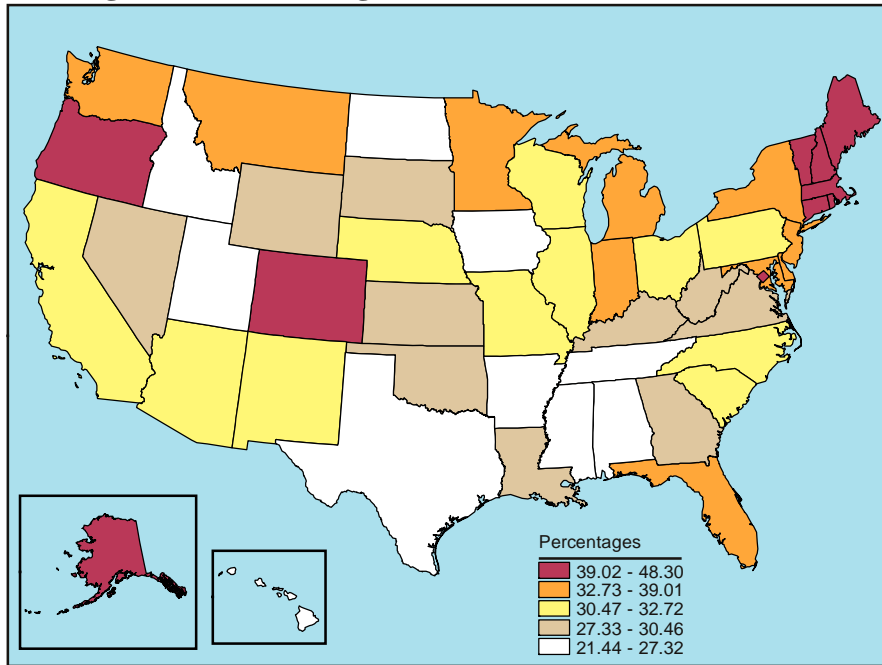 Percentages
39.02 - 48.30
32.73 - 39.01
30.47 - 32.72
27.33 - 30.46
21.44 - 27.32